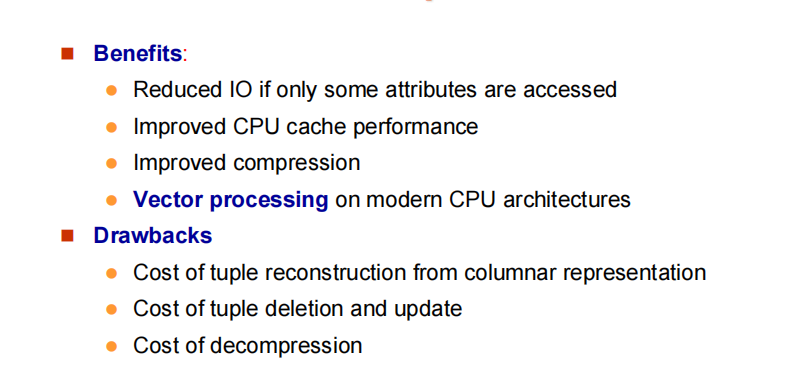 Benefits:
Reduced IO if only some attributes are accessed
Improved CPU cache performance
Improved compression
Vector processing on modern CPU architectures
Drawbacks
Cost of tuple reconstruction from columnar representation
Cost of tuple deletion and update
Cost of decompression